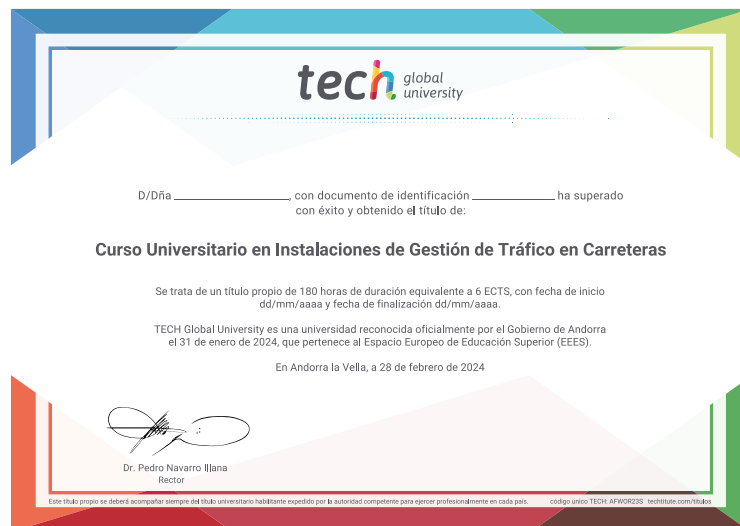 tech global university
D/Dña ______________, con documento de identificación __________ ha superado
con éxito y obtenido el título de:
Curso Universitario en Instalaciones de Gestión de Tráfico en Carreteras
Se trata de un título propio de 180 horas de duración equivalente a 6 ECTS, con fecha de inicio
dd/mm/aaaa y fecha de finalización dd/mm/aaaa.
TECH Global University es una universidad reconocida oficialmente por el Gobierno de Andorra
el 31 de enero de 2024, que pertenece al Espacio Europeo de Educación Superior (EEES).
En Andorra la Vella, a 28 de febrero de 2024
Dr. Pedro Navarro Illana
Rector
Este título propio se deberá acompañar siempre del título universitario habilitante expedido por la autoridad competente para ejercer profesionalmente en cada país. código único TECH: AFWOR23S techtitute.com/titulos